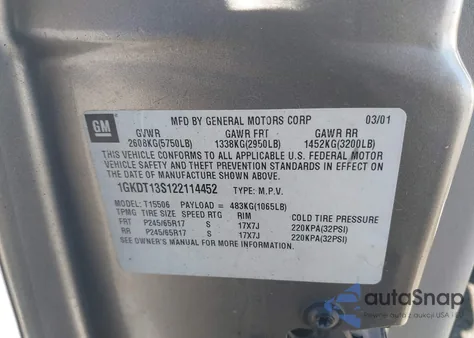 GM
MFD BY GENERAL MOTORS CORP 03/01
GVWR GAWR FRT GAWR RR
2608KG(5750LB) 1338KG(2950LB) 1452KG(3200LB)
THIS VEHICLE CONFORMS TO ALL APPLICABLE U.S. FEDERAL MOTOR
VEHICLE SAFETY AND THEFT PREVENTION STANDARDS IN EFFECT ON
THE DATE OF MANUFACTURE SHOWN ABOVE.
1GKDT13S122114452 TYPE: M.P.V.
MODEL: T15506 PAYLOAD = 483KG(1065LB)
TPMG TIRE SIZE SPEED RTG RIM COLD TIRE PRESSURE
FRT P245/65R17 S 17X7J 220KPA(32PSI)
RR P245/65R17 S 17X7J 220KPA(32PSI)
SEE OWNER'S MANUAL FOR MORE INFORMATION.
autoSnap